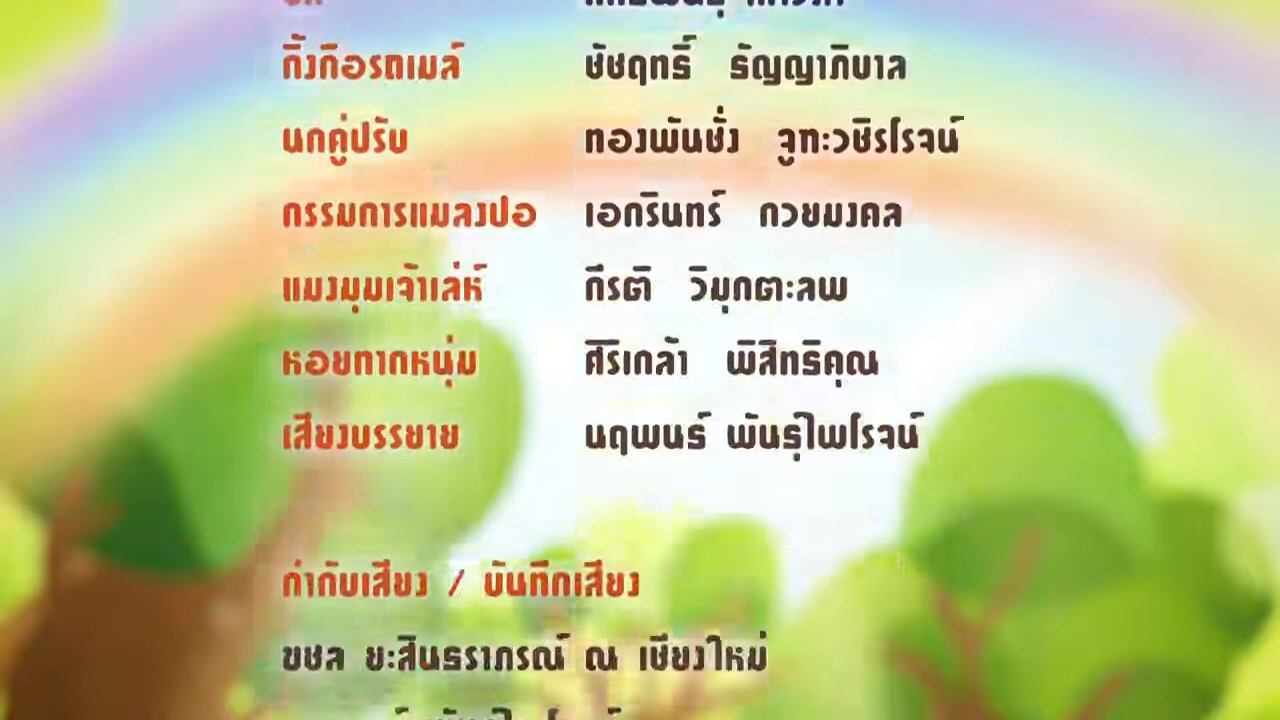 กิ้งกือรถเมล์ ชัชฤทธิ์ ธัญญาภิบาล
นกคู่ปรับ ทองพันชั่ง จูฑะวชิรโรจน์
กรรมการแมลงปอ เอกรินทร์ กวยมงคล
แมงมุมเจ้าเล่ห์ กีรติ วิมุกตะลพ
หอยทากหนุ่ม ศิริเกล้า พิสิทธิคุณ
เสียงบรรยาย นฤพนธ์ พันธุ์ไพโรจน์
กำกับเสียง / บันทึกเสียง
ขชล ยะสินธราภรณ์ ณ เชียงใหม่